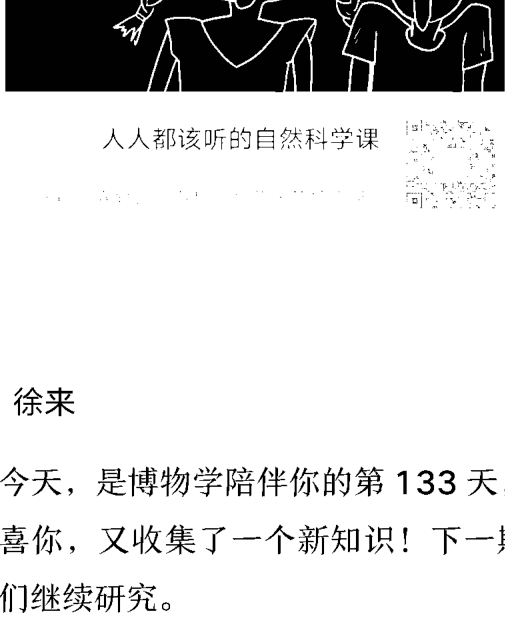 人人都该听的自然科学课
徐来
今天，是博物学陪伴你的第 133 天，
喜你，又收集了一个新知识！下一期
们继续研究。